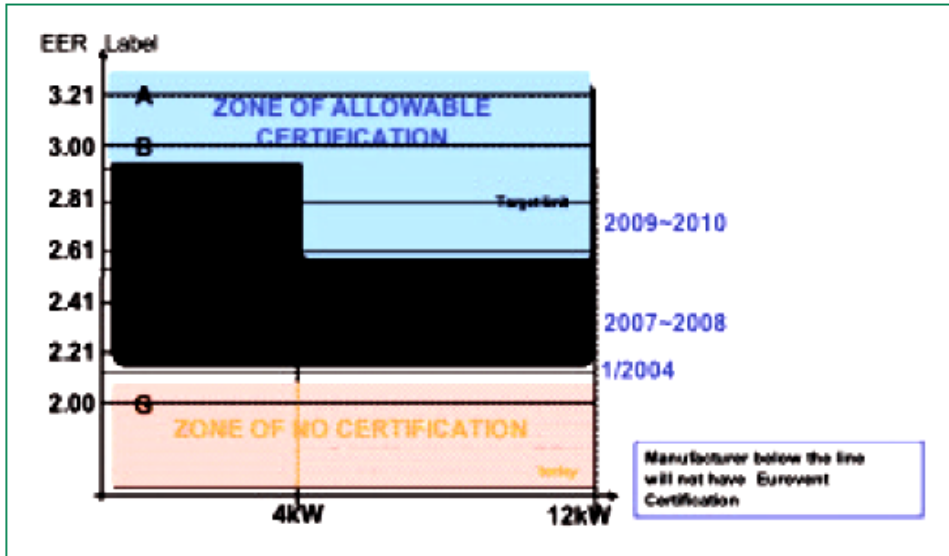 EER Label
3.21
A
ZONE OF ALLOWABLE
CERTIFICATION
3.00
B
2.81
Target limit
2009~2010
2.61
2.41
2007~2008
2.21
1/2004
2.00
G
ZONE OF NO CERTIFICATION
Manufacturer below the line
will not have Eurovent
Certification
4kW
12kW